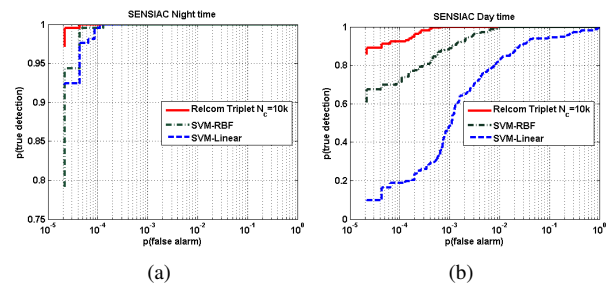 SENSIAC Night time
1
0.95
0.9
0.85
0.8
0.75
p(true detection)
10^-5
10^-4
10^-3
10^-2
10^-1
10^0
p(false alarm)
Relcom Triplet N_c=10k
SVM-RBF
SVM-Linear
(a)
SENSIAC Day time
1
0.8
0.6
0.4
0.2
0
p(true detection)
10^-5
10^-4
10^-3
10^-2
10^-1
10^0
p(false alarm)
Relcom Triplet N_c=10k
SVM-RBF
SVM-Linear
(b)